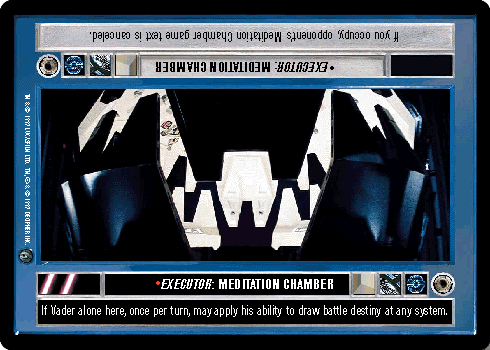 If you occupy, opponent's Meditation Chamber game text is canceled.
•EXECUTOR: MEDITATION CHAMBER
•EXECUTOR: MEDITATION CHAMBER
If Vader alone here, once per turn, may apply his ability to draw battle destiny at any system.